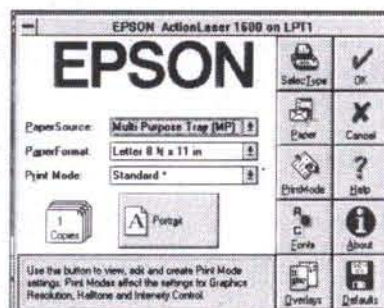 EPSON ActionLaser 1600 on LPT1
EPSON
SelecType
OK
PaperSource: Multi Purpose Tray (MP)
Paper
Cancel
PaperFormat: Letter 8 ½ x 11 in
Print Mode: Standard *
PrintMode
Help
1
Copies
A
Portrait
R
C
Fonts
About
Use this button to view, edit and create Print Mode
settings. Print Modes affect the settings for Graphics
Resolution, Halftone and Intensity Control.
Overlays
Defaults